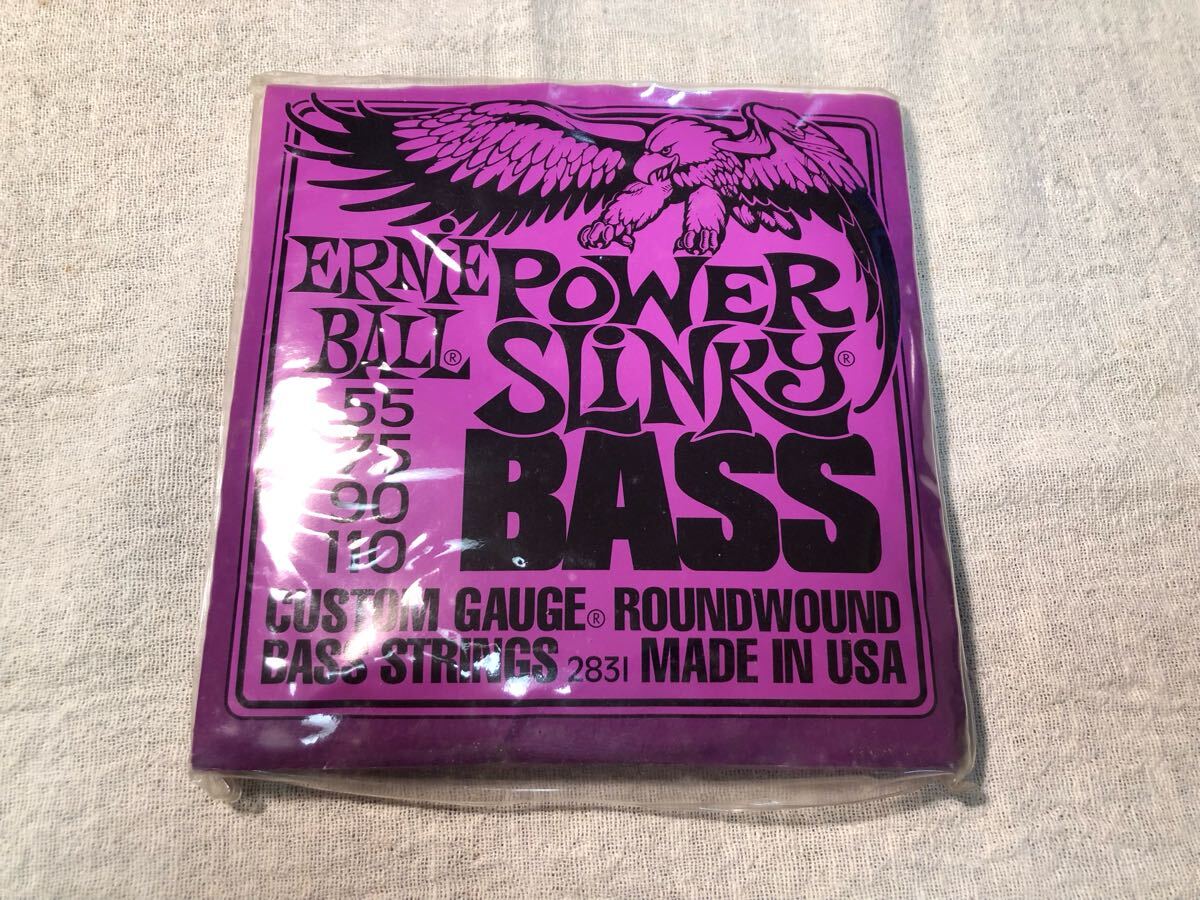 ERNiE
BALL®
POWER
SLiNKY®
BASS
55
75
90
110
CUSTOM GAUGE® ROUNDWOUND
BASS STRINGS 2831 MADE IN USA